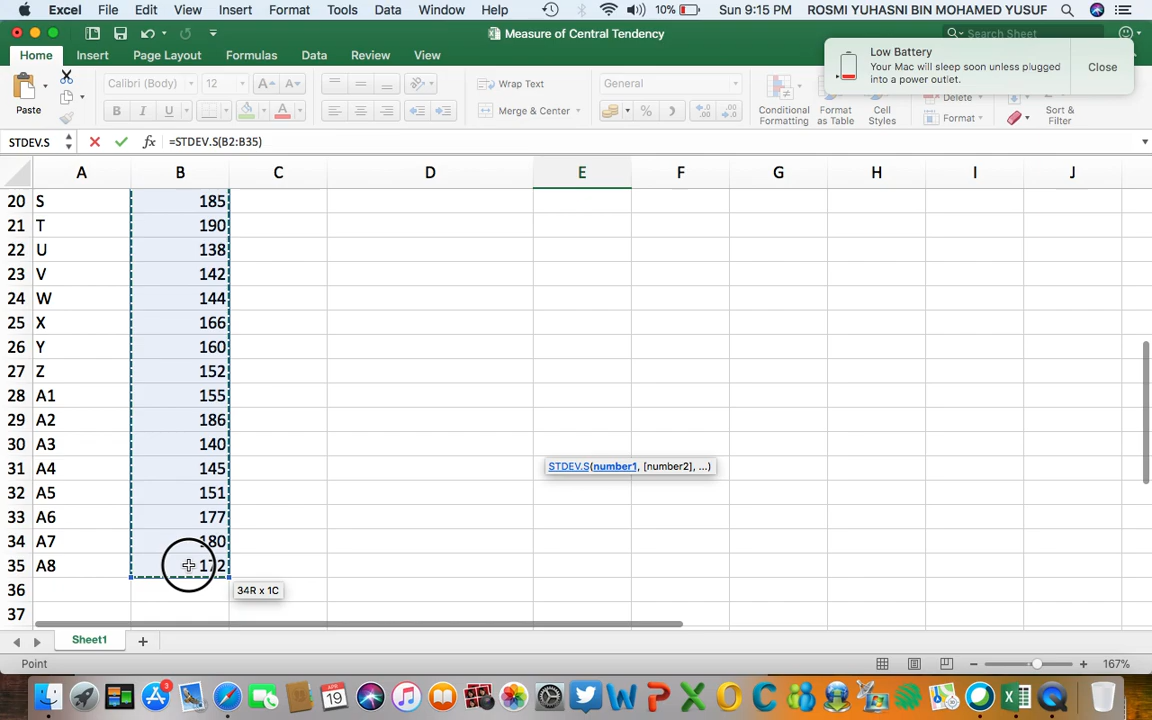 Excel File Edit View Insert Format Tools Data Window Help 10% Sun 9:15 PM ROSMI YUHASNI BIN MOHAMED YUSUF
Measure of Central Tendency Search Sheet
Home Insert Page Layout Formulas Data Review View
Low Battery
Your Mac will sleep soon unless plugged
into a power outlet.
Close
Paste Calibri (Body) 12 A A Wrap Text General Conditional Formatting Format as Table Cell Styles Delete Sort & Filter
B I U A Merge & Center % Format
STDEV.S fx =STDEV.S(B2:B35)
A B C D E F G H I J
20 S 185
21 T 190
22 U 138
23 V 142
24 W 144
25 X 166
26 Y 160
27 Z 152
28 A1 155
29 A2 186
30 A3 140
31 A4 145
STDEV.S(number1, [number2], ...)
32 A5 151
33 A6 177
34 A7 180
35 A8 172
36 34R x 1C
37
Sheet1
Point 167%
3 APR 19